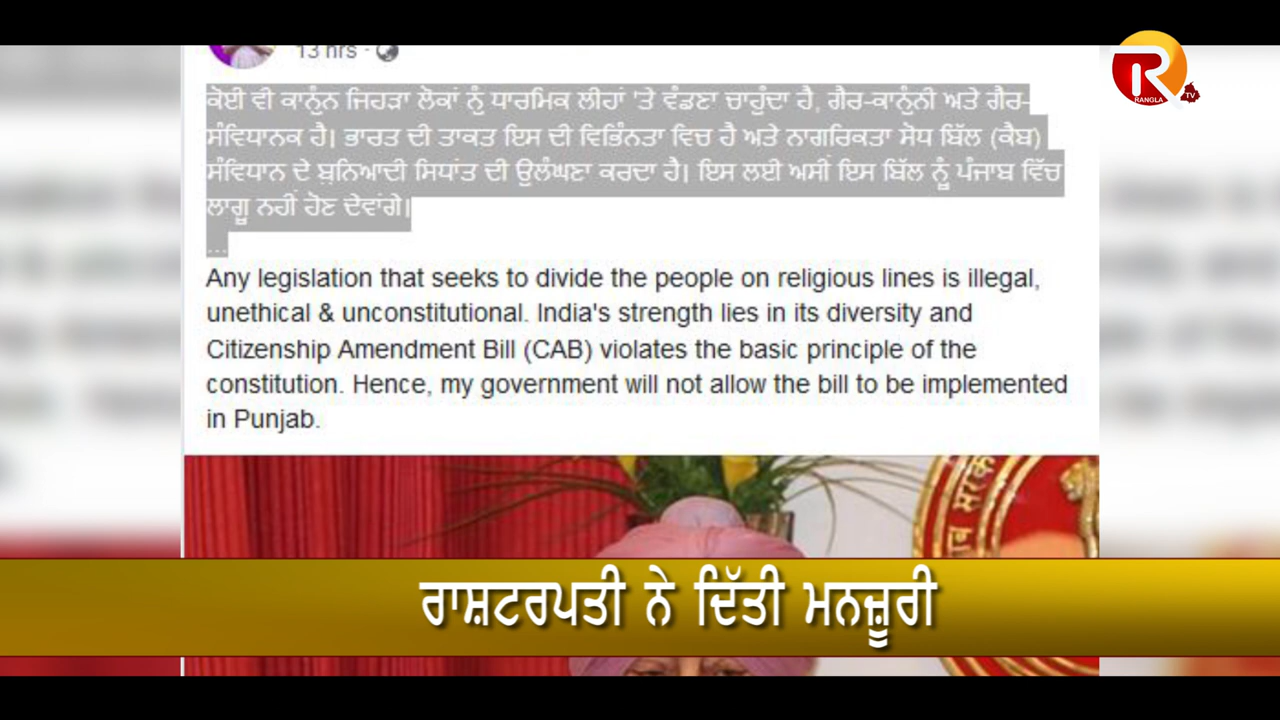 RANGLA
TV
13 hrs ·
ਕੋਈ ਵੀ ਕਾਨੂੰਨ ਜਿਹੜਾ ਲੋਕਾਂ ਨੂੰ ਧਾਰਮਿਕ ਲੀਹਾਂ 'ਤੇ ਵੰਡਣਾ ਚਾਹੁੰਦਾ ਹੈ, ਗੈਰ-ਕਾਨੂੰਨੀ ਅਤੇ ਗੈਰ-
ਸੰਵਿਧਾਨਕ ਹੈ। ਭਾਰਤ ਦੀ ਤਾਕਤ ਇਸ ਦੀ ਵਿਭਿੰਨਤਾ ਵਿਚ ਹੈ ਅਤੇ ਨਾਗਰਿਕਤਾ ਸੋਧ ਬਿੱਲ (ਕੈਬ)
ਸੰਵਿਧਾਨ ਦੇ ਬੁਨਿਆਦੀ ਸਿਧਾਂਤ ਦੀ ਉਲੰਘਣਾ ਕਰਦਾ ਹੈ। ਇਸ ਲਈ ਅਸੀਂ ਇਸ ਬਿੱਲ ਨੂੰ ਪੰਜਾਬ ਵਿੱਚ
ਲਾਗੂ ਨਹੀਂ ਹੋਣ ਦੇਵਾਂਗੇ।
...
Any legislation that seeks to divide the people on religious lines is illegal,
unethical & unconstitutional. India's strength lies in its diversity and
Citizenship Amendment Bill (CAB) violates the basic principle of the
constitution. Hence, my government will not allow the bill to be implemented
in Punjab.
ਰਾਸ਼ਟਰਪਤੀ ਨੇ ਦਿੱਤੀ ਮਨਜ਼ੂਰੀ